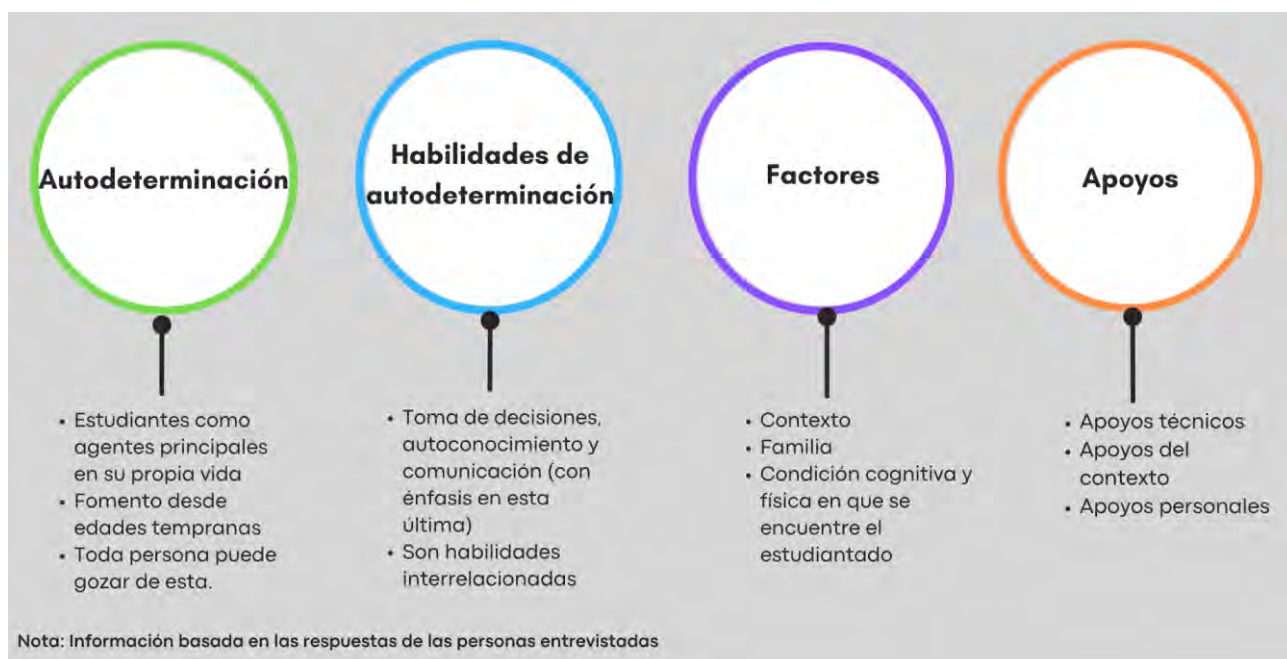 Autodeterminación
Habilidades de
autodeterminación
Factores
Apoyos
• Estudiantes como
agentes principales
en su propia vida
• Fomento desde
edades tempranas
• Toda persona puede
gozar de esta.
• Toma de decisiones,
autoconocimiento y
comunicación (con
énfasis en esta
última)
• Son habilidades
interrelacionadas
• Contexto
• Familia
• Condición cognitiva y
física en que se
encuentre el
estudiantado
• Apoyos técnicos
• Apoyos del
contexto
• Apoyos personales
Nota: Información basada en las respuestas de las personas entrevistadas